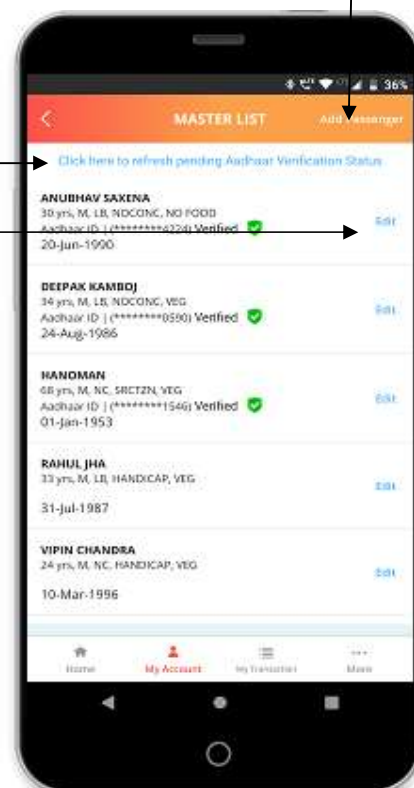 36%
MASTER LIST
Add Passenger
Click here to refresh pending Aadhaar Verification Status
ANUBHAV SAXENA
30 yrs, M, LB, NOCONC, NO FOOD
Aadhaar ID | (********4224) Verified
Edit
20-Jun-1990
DEEPAK KAMBOJ
34 yrs, M, LB, NOCONC, VEG
Aadhaar ID | (********0590) Verified
Edit
24-Aug-1986
HANOMAN
68 yrs, M, NC, SRCTZN, VEG
Aadhaar ID | (********1546) Verified
Edit
01-Jan-1953
RAHUL JHA
33 yrs, M, LB, HANDICAP, VEG
Edit
31-Jul-1987
VIPIN CHANDRA
24 yrs, M, NC, HANDICAP, VEG
Edit
10-Mar-1996
Home My Account My Transaction More